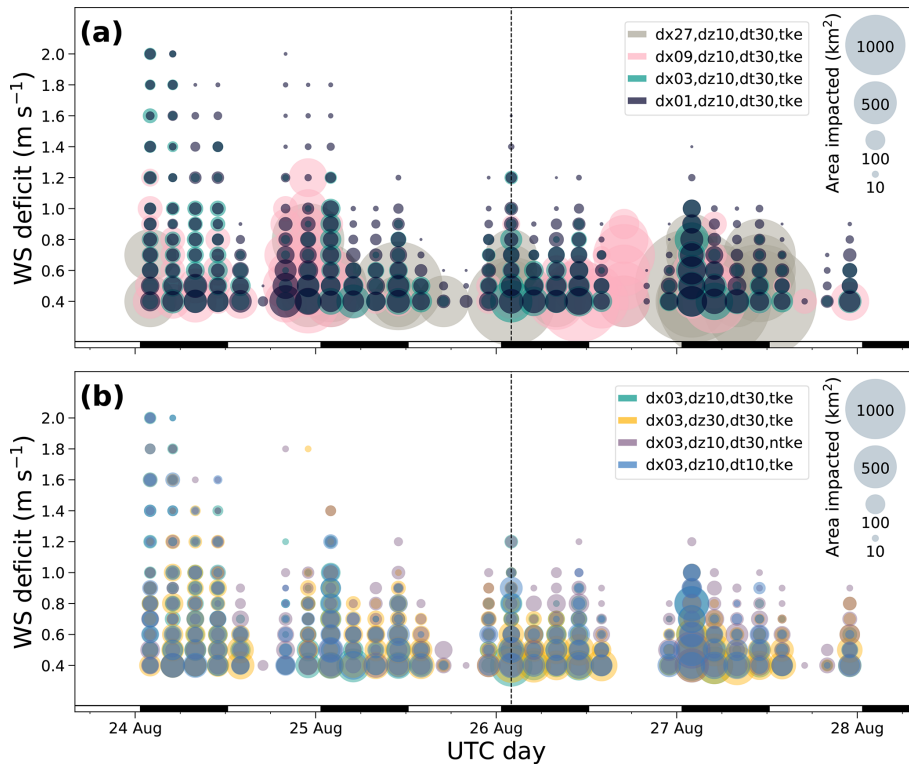 (a)
WS deficit (m s⁻¹)
2.0
1.8
1.6
1.4
1.2
1.0
0.8
0.6
0.4
dx27,dz10,dt30,tke
dx09,dz10,dt30,tke
dx03,dz10,dt30,tke
dx01,dz10,dt30,tke
Area impacted (km²)
1000
500
100
10
(b)
WS deficit (m s⁻¹)
2.0
1.8
1.6
1.4
1.2
1.0
0.8
0.6
0.4
dx03,dz10,dt30,tke
dx03,dz30,dt30,tke
dx03,dz10,dt30,ntke
dx03,dz10,dt10,tke
Area impacted (km²)
1000
500
100
10
24 Aug 25 Aug 26 Aug 27 Aug 28 Aug
UTC day